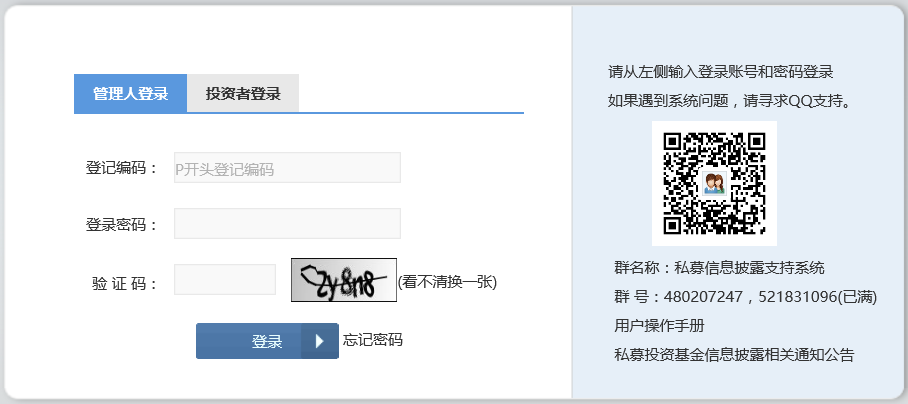 管理人登录 投资者登录
登记编码： P开头登记编码
登录密码：
验 证 码： (看不清换一张)
登录 忘记密码
请从左侧输入登录账号和密码登录
如果遇到系统问题，请寻求QQ支持。
群名称：私募信息披露支持系统
群 号：480207247，521831096(已满)
用户操作手册
私募投资基金信息披露相关通知公告